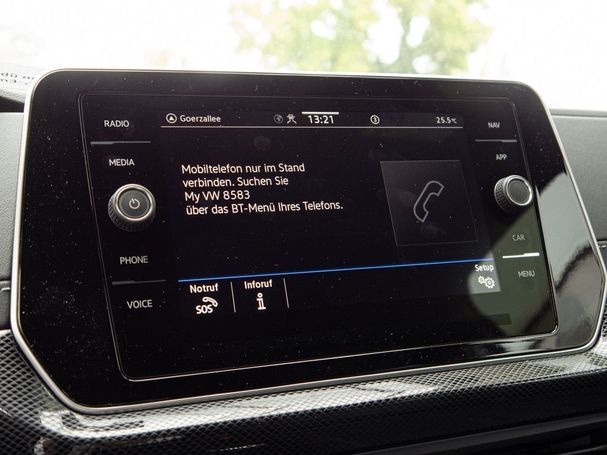 RADIO
MEDIA
PHONE
VOICE
Goerzallee 13:21 3 25.5°C
Mobiltelefon nur im Stand
verbinden. Suchen Sie
My VW 8583
über das BT-Menü Ihres Telefons.
Notruf Inforuf Setup
SOS i
NAV
APP
CAR
MENU